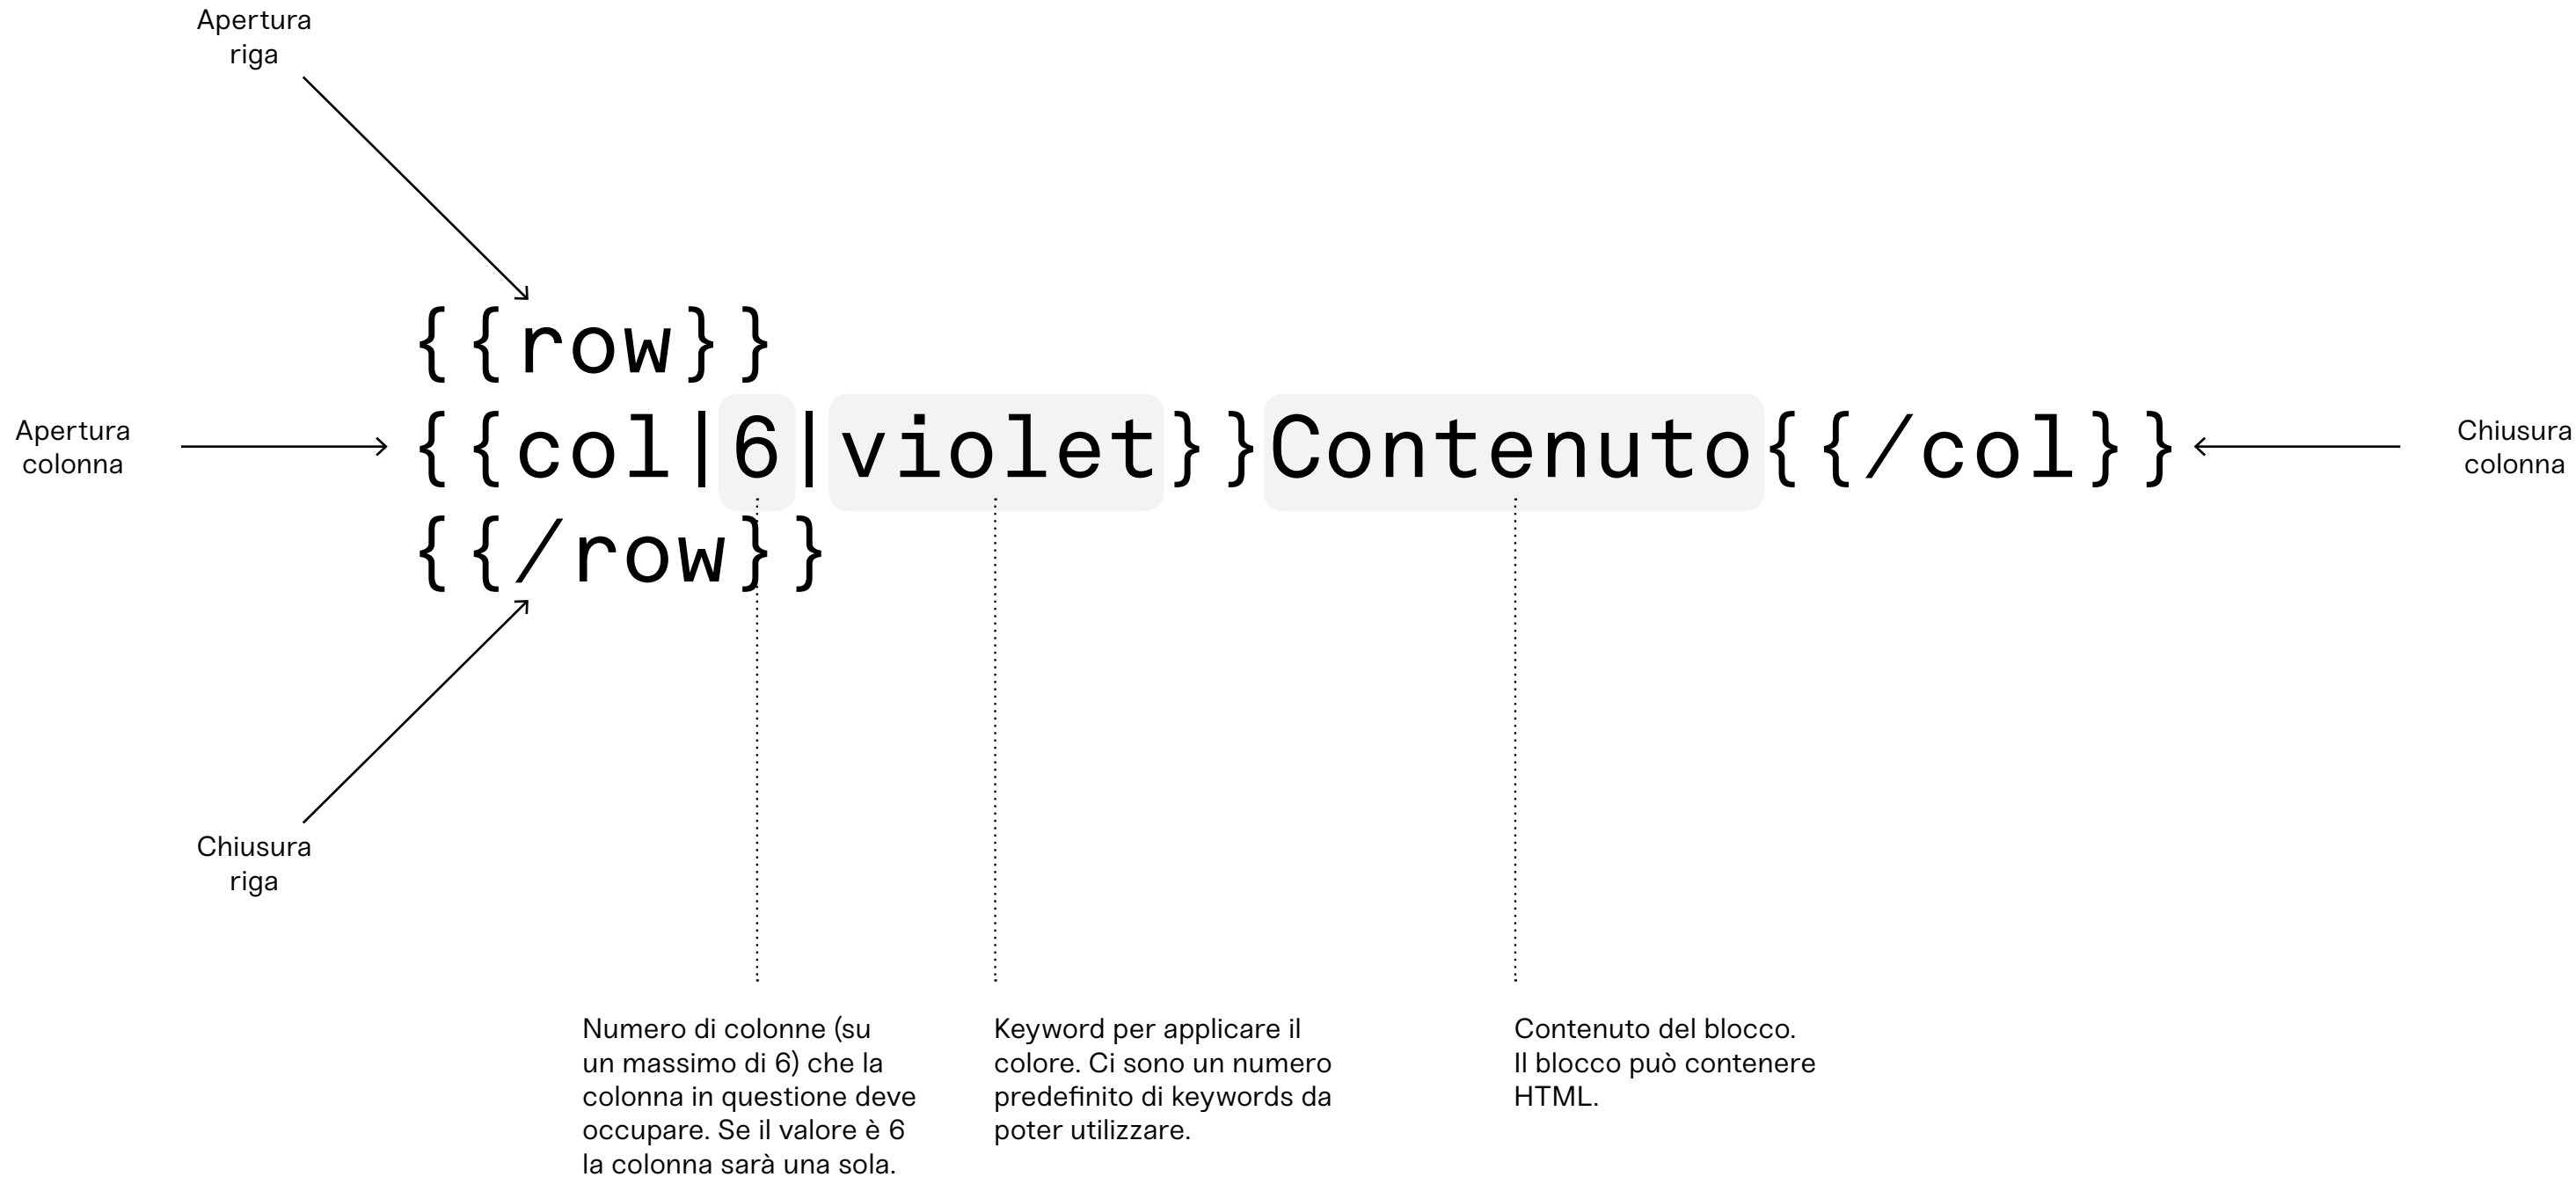 Apertura
riga
{{row}}
Apertura
colonna
{{col|6|violet}}Contenuto{{/col}}
Chiusura
colonna
{{/row}}
Chiusura
riga
Numero di colonne (su
un massimo di 6) che la
colonna in questione deve
occupare. Se il valore è 6
la colonna sarà una sola.
Keyword per applicare il
colore. Ci sono un numero
predefinito di keywords da
poter utilizzare.
Contenuto del blocco.
Il blocco può contenere
HTML.